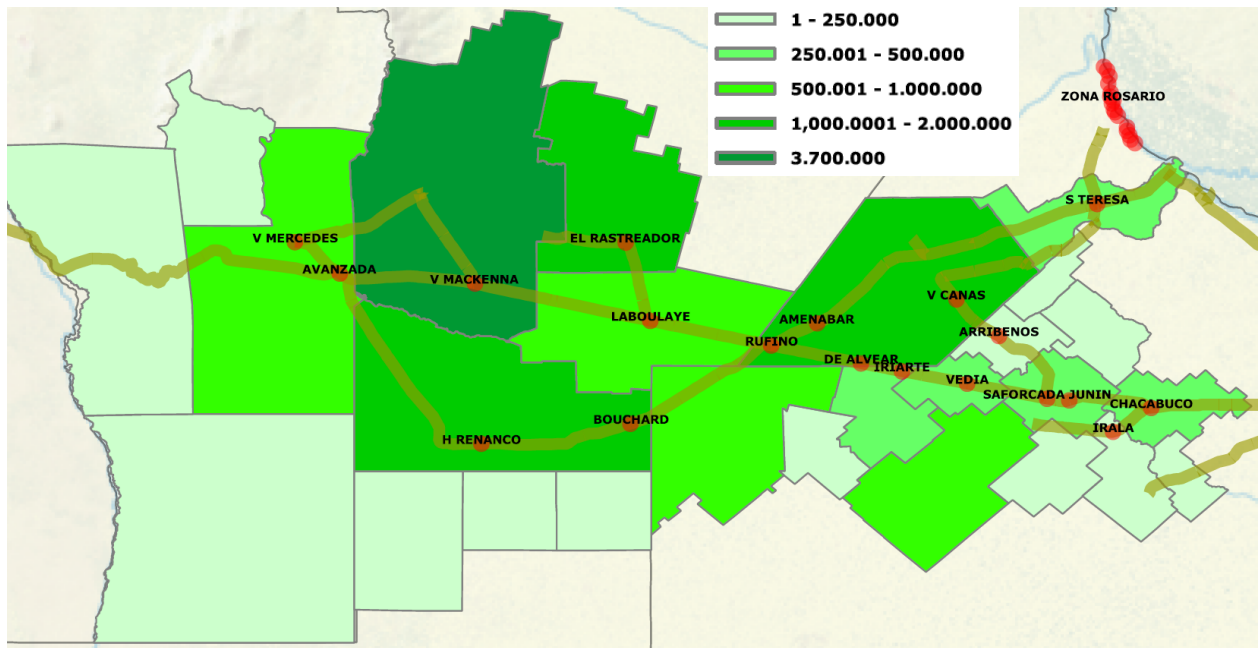 1 - 250.000
250.001 - 500.000
500.001 - 1.000.000
1,000.0001 - 2.000.000
3.700.000
ZONA ROSARIO
S TERESA
V MERCEDES
EL RASTREADOR
AVANZADA
V MACKENNA
V CANAS
LABOULAYE
AMENABAR
ARRIBENOS
RUFINO
DE ALVEAR
IRIARTE
VEDIA
SAFORCADA JUNIN
CHACABUCO
BOUCHARD
IRALA
H RENANCO